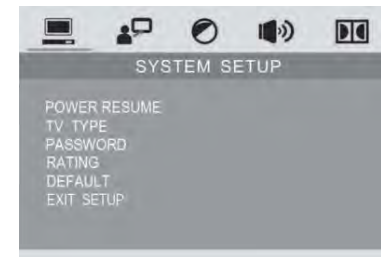 SYSTEM SETUP
POWER RESUME
TV TYPE
PASSWORD
RATING
DEFAULT
EXIT SETUP